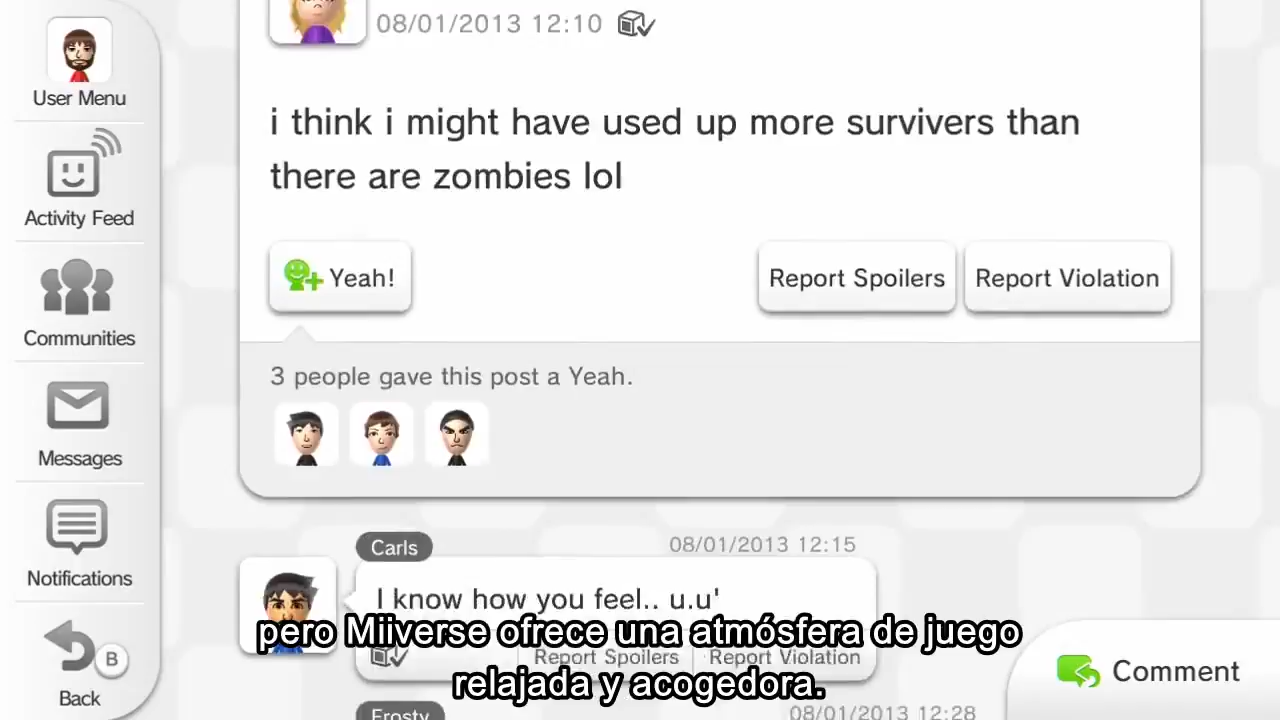 User Menu
Activity Feed
Communities
Messages
Notifications
B
Back
08/01/2013 12:10
i think i might have used up more survivers than
there are zombies lol
Yeah!
Report Spoilers
Report Violation
3 people gave this post a Yeah.
Carls
08/01/2013 12:15
I know how you feel.. u.u'
Report Spoilers
Report Violation
Frosty
08/01/2013 12:28
Comment
pero Miiverse ofrece una atmósfera de juego
relajada y acogedora.